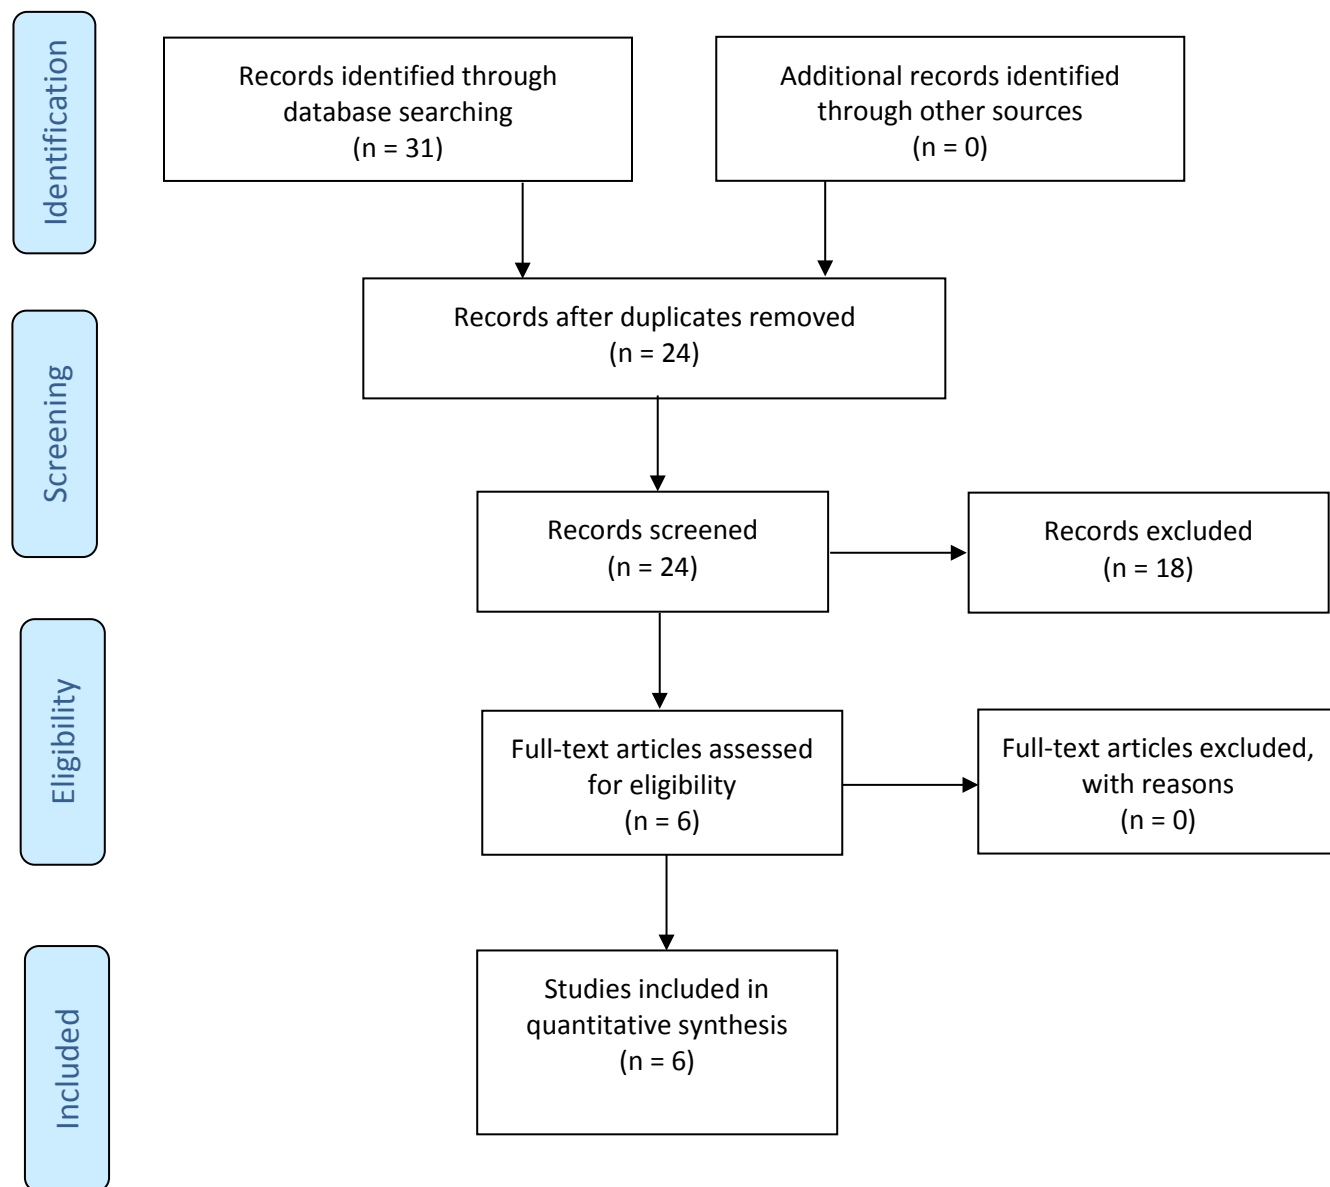 Identification
Records identified through
database searching
(n = 31)
Additional records identified
through other sources
(n = 0)
Screening
Records after duplicates removed
(n = 24)
Records screened
(n = 24)
Records excluded
(n = 18)
Eligibility
Full-text articles assessed
for eligibility
(n = 6)
Full-text articles excluded,
with reasons
(n = 0)
Included
Studies included in
quantitative synthesis
(n = 6)